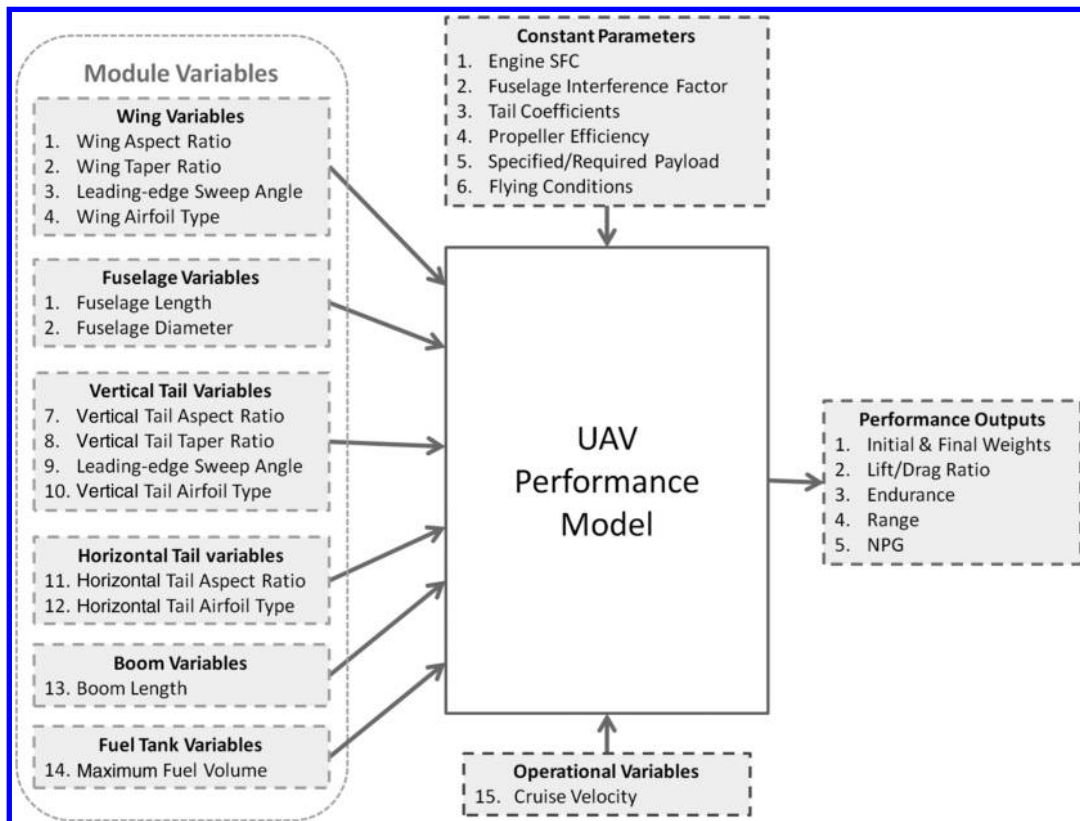 Module Variables
Wing Variables
1. Wing Aspect Ratio
2. Wing Taper Ratio
3. Leading-edge Sweep Angle
4. Wing Airfoil Type
Fuselage Variables
1. Fuselage Length
2. Fuselage Diameter
Vertical Tail Variables
7. Vertical Tail Aspect Ratio
8. Vertical Tail Taper Ratio
9. Leading-edge Sweep Angle
10. Vertical Tail Airfoil Type
Horizontal Tail variables
11. Horizontal Tail Aspect Ratio
12. Horizontal Tail Airfoil Type
Boom Variables
13. Boom Length
Fuel Tank Variables
14. Maximum Fuel Volume
Constant Parameters
1. Engine SFC
2. Fuselage Interference Factor
3. Tail Coefficients
4. Propeller Efficiency
5. Specified/Required Payload
6. Flying Conditions
UAV
Performance
Model
Operational Variables
15. Cruise Velocity
Performance Outputs
1. Initial & Final Weights
2. Lift/Drag Ratio
3. Endurance
4. Range
5. NPG